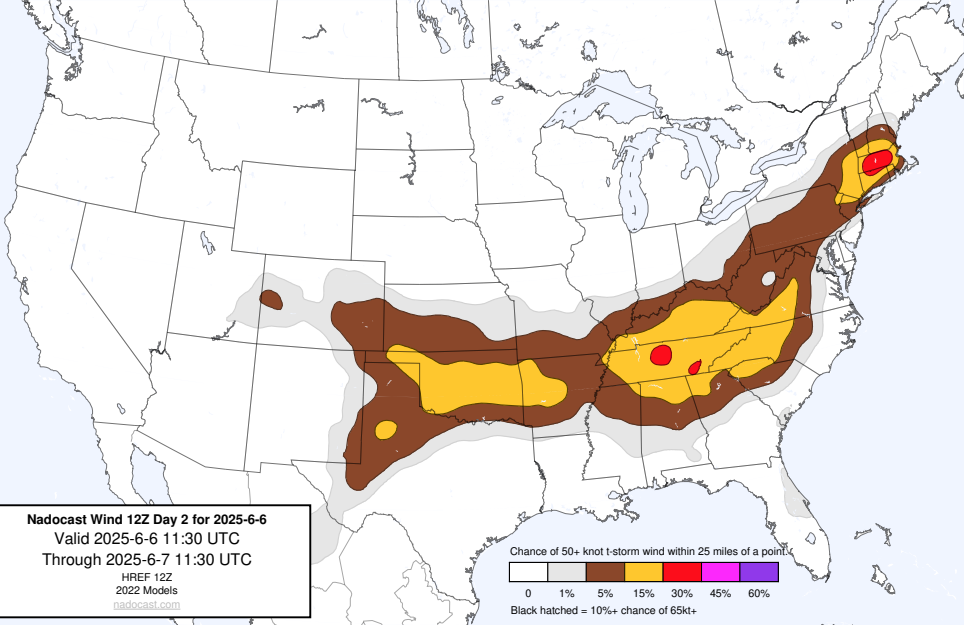 Nadocast Wind 12Z Day 2 for 2025-6-6
Valid 2025-6-6 11:30 UTC
Through 2025-6-7 11:30 UTC
HREF 12Z
2022 Models
nadocast.com
Chance of 50+ knot t-storm wind within 25 miles of a point.
0 1% 5% 15% 30% 45% 60%
Black hatched = 10%+ chance of 65kt+